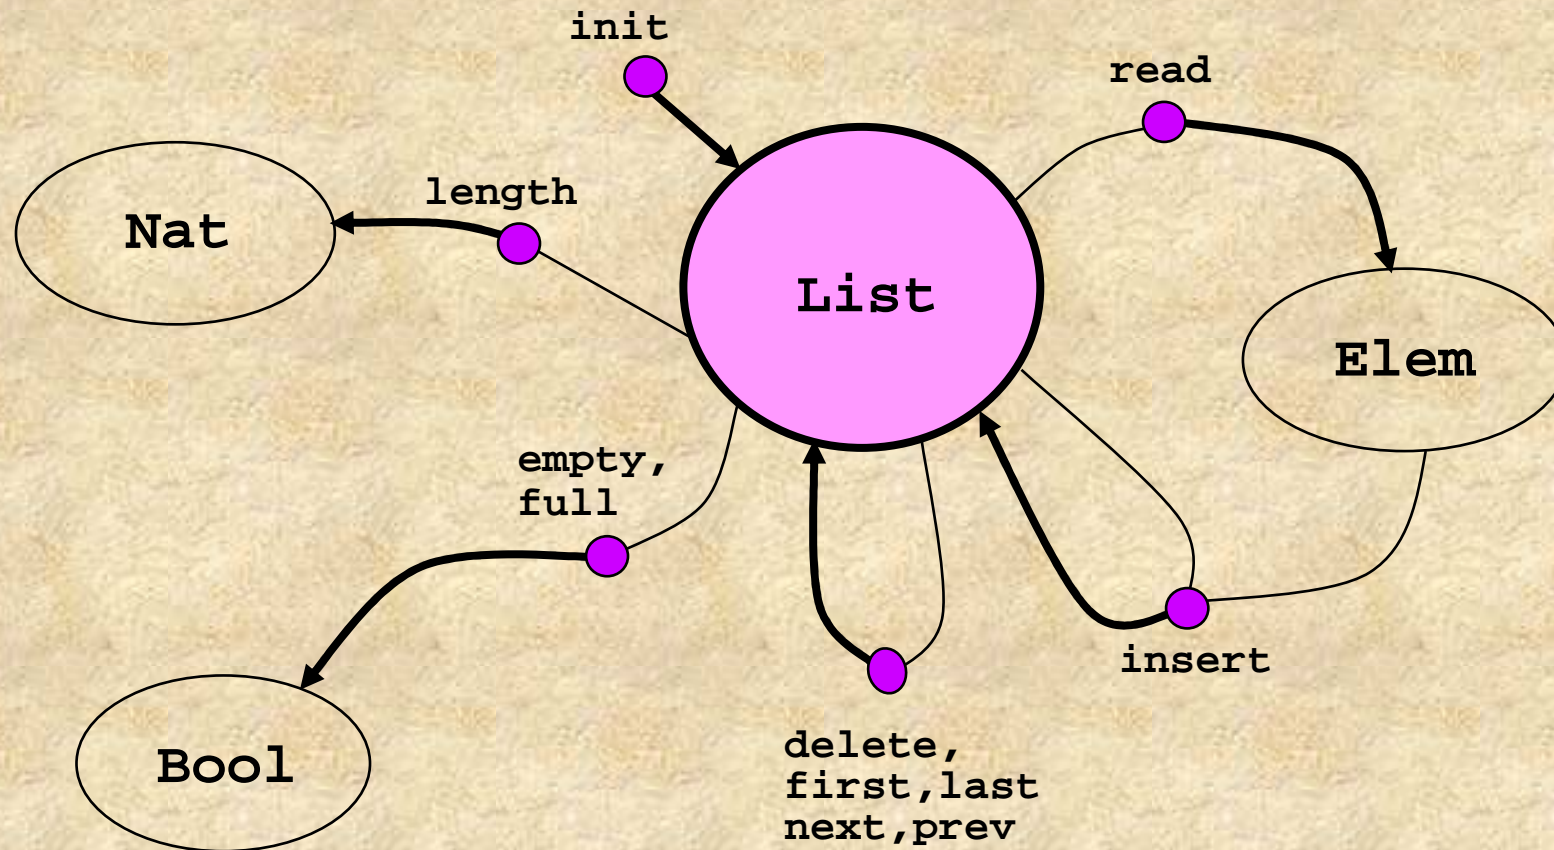 init
read
length
Nat
List
Elem
empty,
full
insert
delete,
first,last
next,prev
Bool